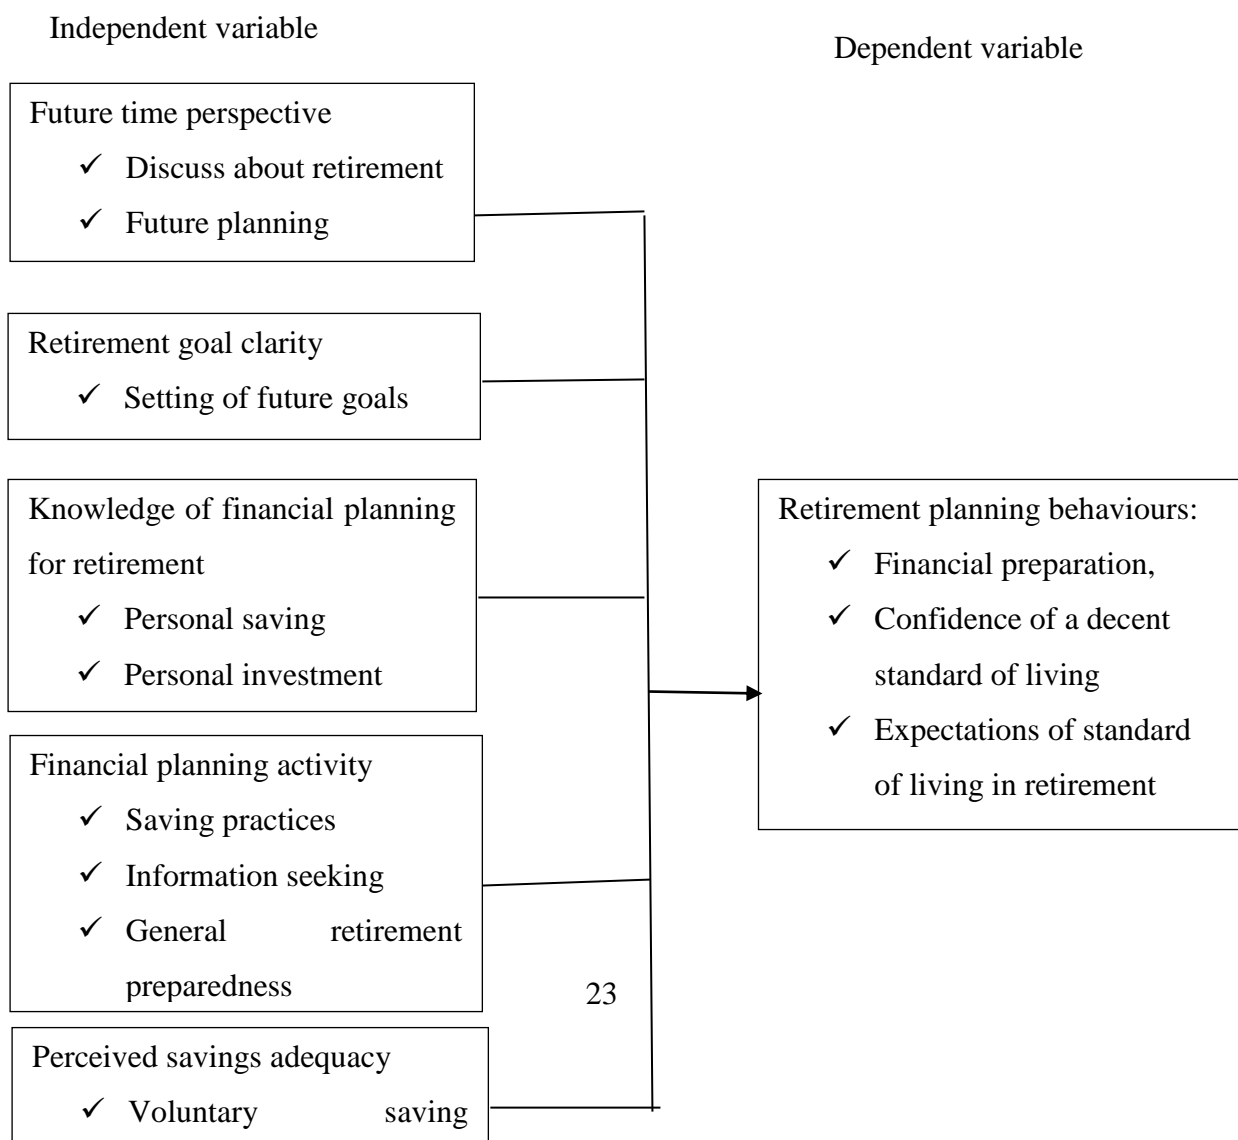 Independent variable
Dependent variable
Future time perspective
✓ Discuss about retirement
✓ Future planning
Retirement goal clarity
✓ Setting of future goals
Knowledge of financial planning
for retirement
✓ Personal saving
✓ Personal investment
Financial planning activity
✓ Saving practices
✓ Information seeking
✓ General retirement
preparedness
Perceived savings adequacy
✓ Voluntary saving
Retirement planning behaviours:
✓ Financial preparation,
✓ Confidence of a decent
standard of living
✓ Expectations of standard
of living in retirement
23